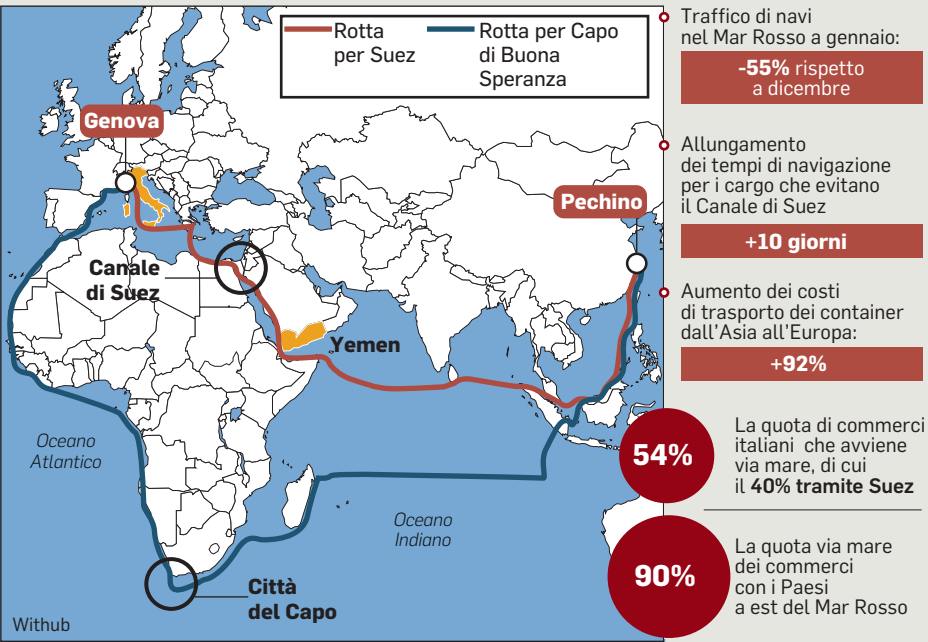 Rotta
per Suez
Rotta per Capo
di Buona
Speranza
Genova
Pechino
Canale
di Suez
Yemen
Oceano
Atlantico
Oceano
Indiano
Città
del Capo
Withub
Traffico di navi
nel Mar Rosso a gennaio:
-55% rispetto
a dicembre
Allungamento
dei tempi di navigazione
per i cargo che evitano
il Canale di Suez
+10 giorni
Aumento dei costi
di trasporto dei container
dall'Asia all'Europa:
+92%
54%
La quota di commerci
italiani che avviene
via mare, di cui
il 40% tramite Suez
90%
La quota via mare
dei commerci
con i Paesi
a est del Mar Rosso